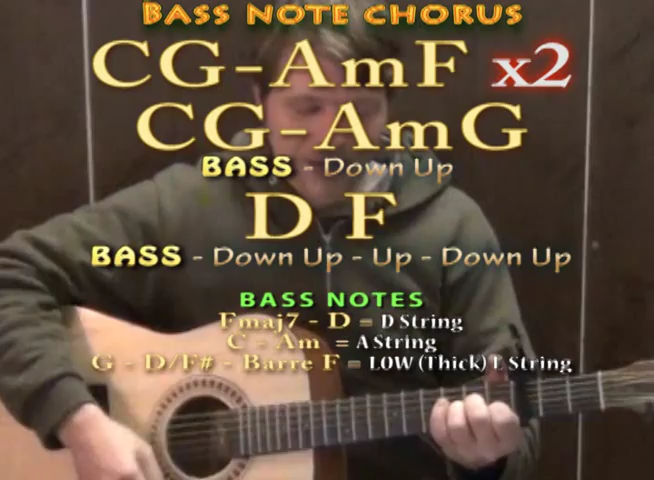 BASS NOTE CHORUS
CG-AmF x2
CG-AmG
BASS - Down Up
D F
BASS - Down Up - Up - Down Up
BASS NOTES
Fmaj7 - D = D String
C - Am = A String
G - D/F# - Barre F = LOW (Thick) E String